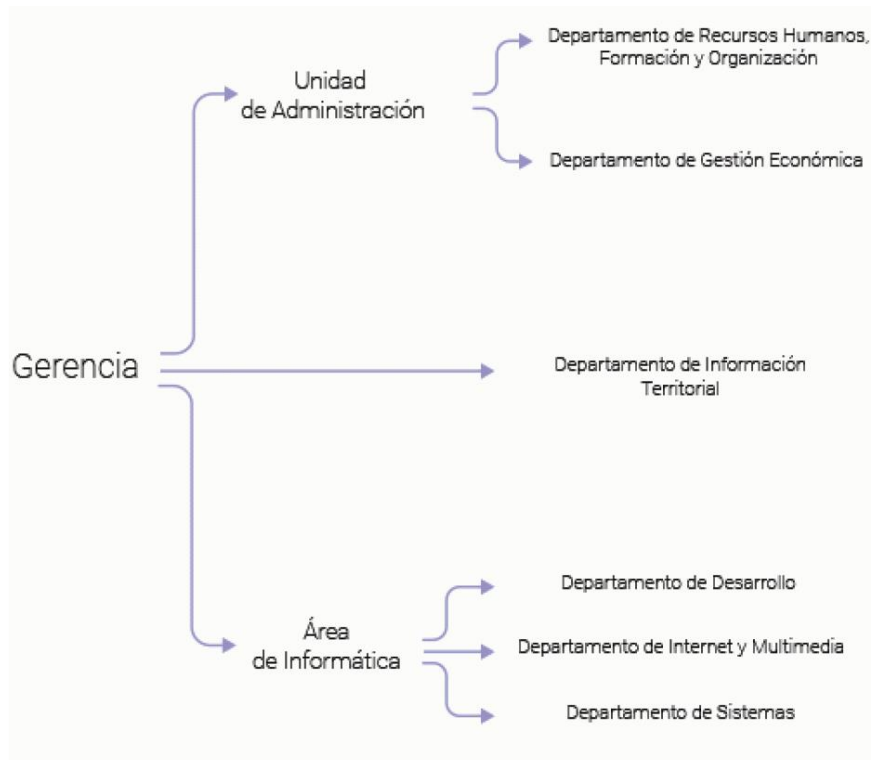 Gerencia
Unidad
de Administración
Departamento de Recursos Humanos,
Formación y Organización
Departamento de Gestión Económica
Departamento de Información
Territorial
Área
de Informática
Departamento de Desarrollo
Departamento de Internet y Multimedia
Departamento de Sistemas